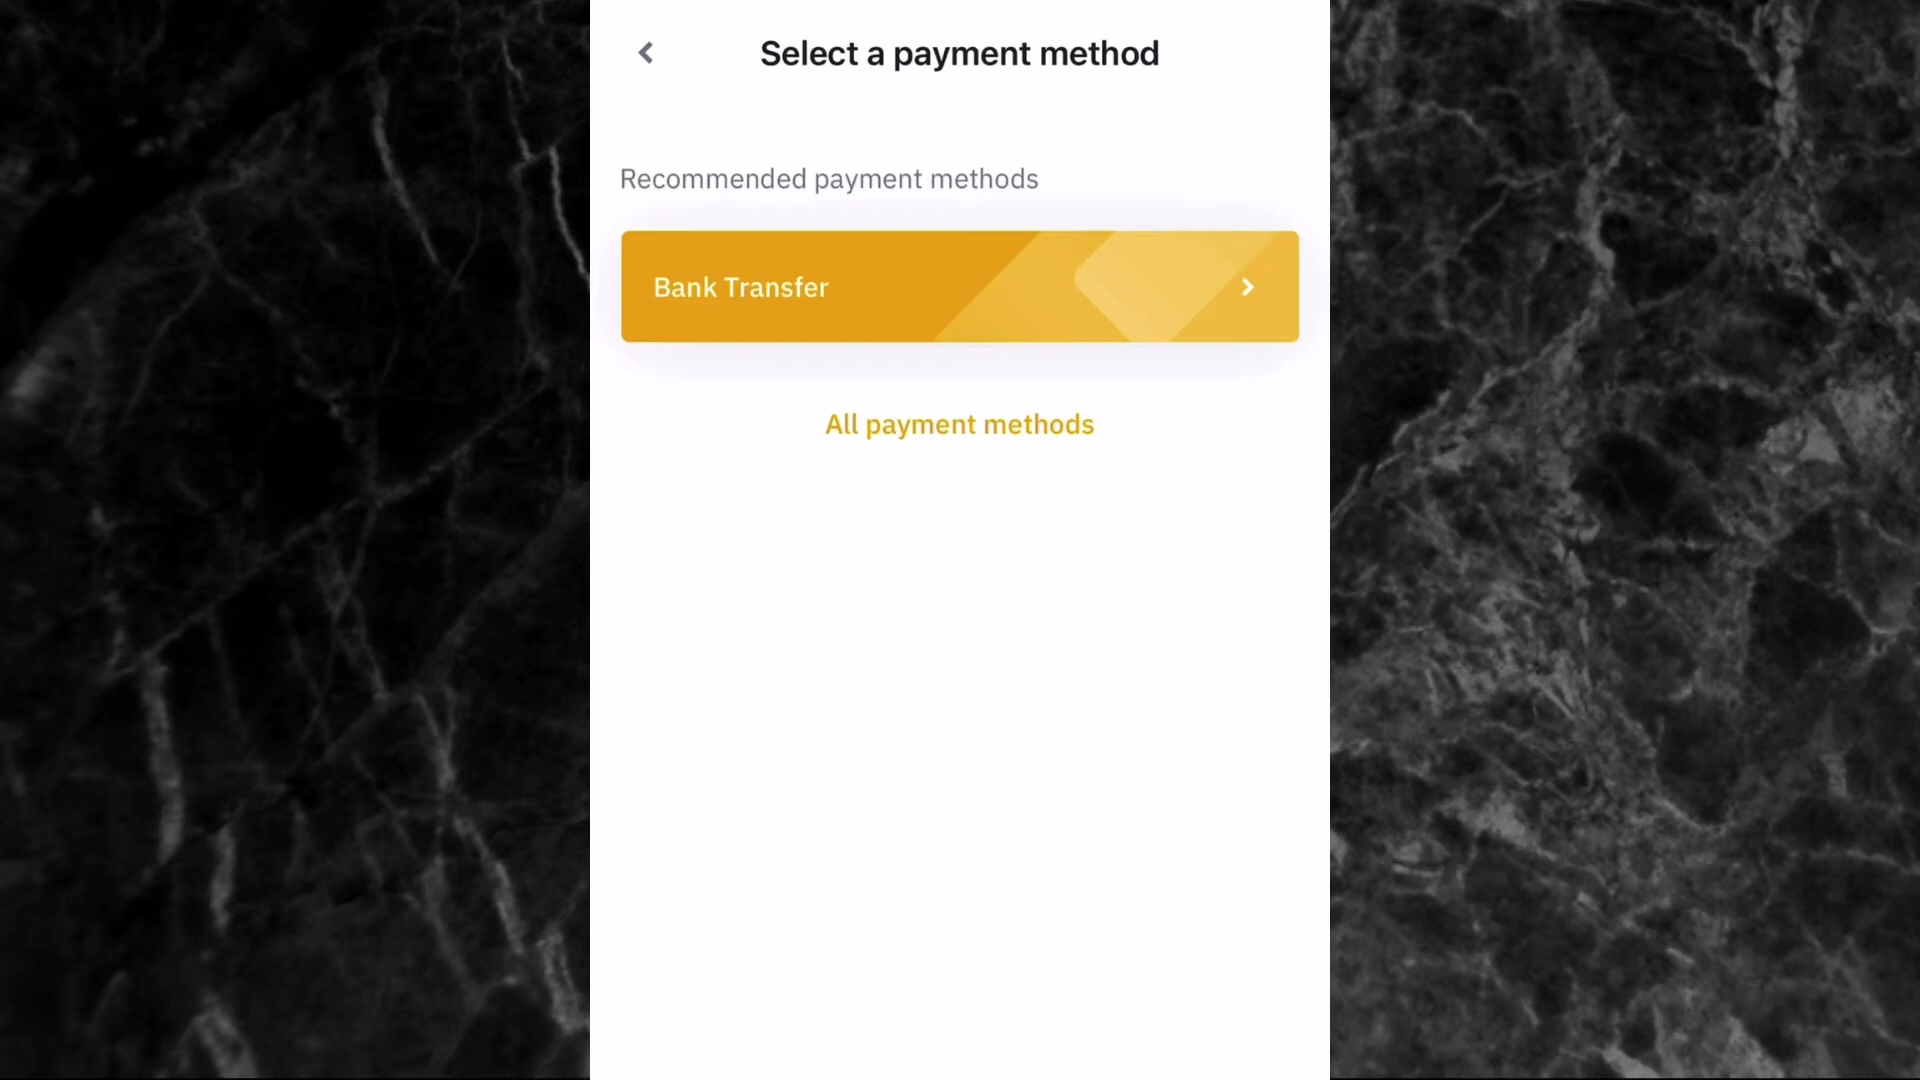 Select a payment method
Recommended payment methods
Bank Transfer
All payment methods